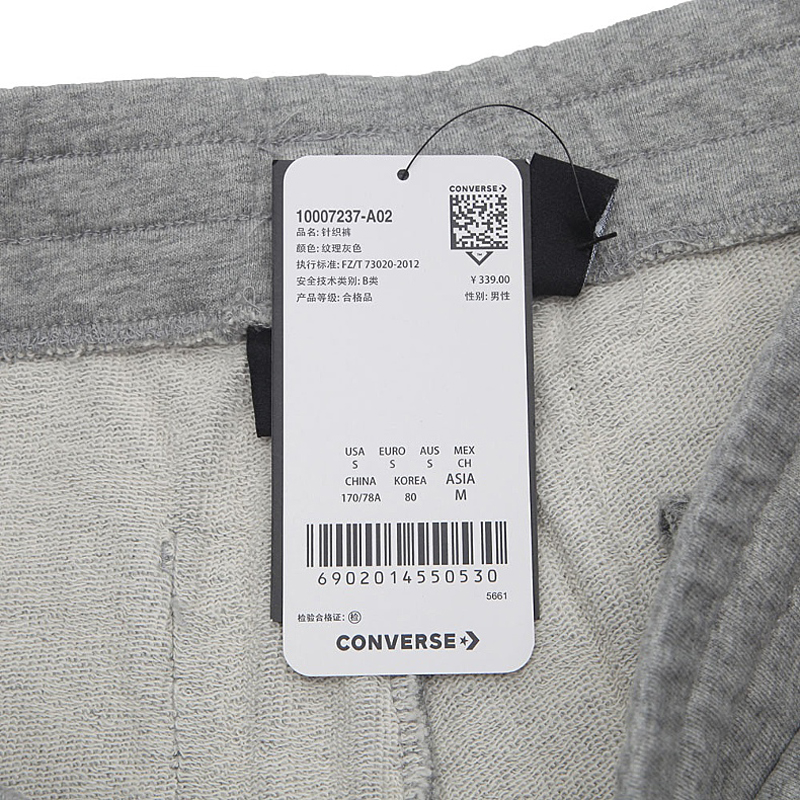 CONVERSE
10007237-A02
品名: 针织裤
颜色: 纹理灰色
执行标准: FZ/T 73020-2012
安全技术类别: B类 ¥ 339.00
产品等级: 合格品 性别: 男性
USA EURO AUS MEX
S S S CH
CHINA KOREA ASIA
170/78A 80 M
6902014550530
5661
检验合格证: 检
CONVERSE